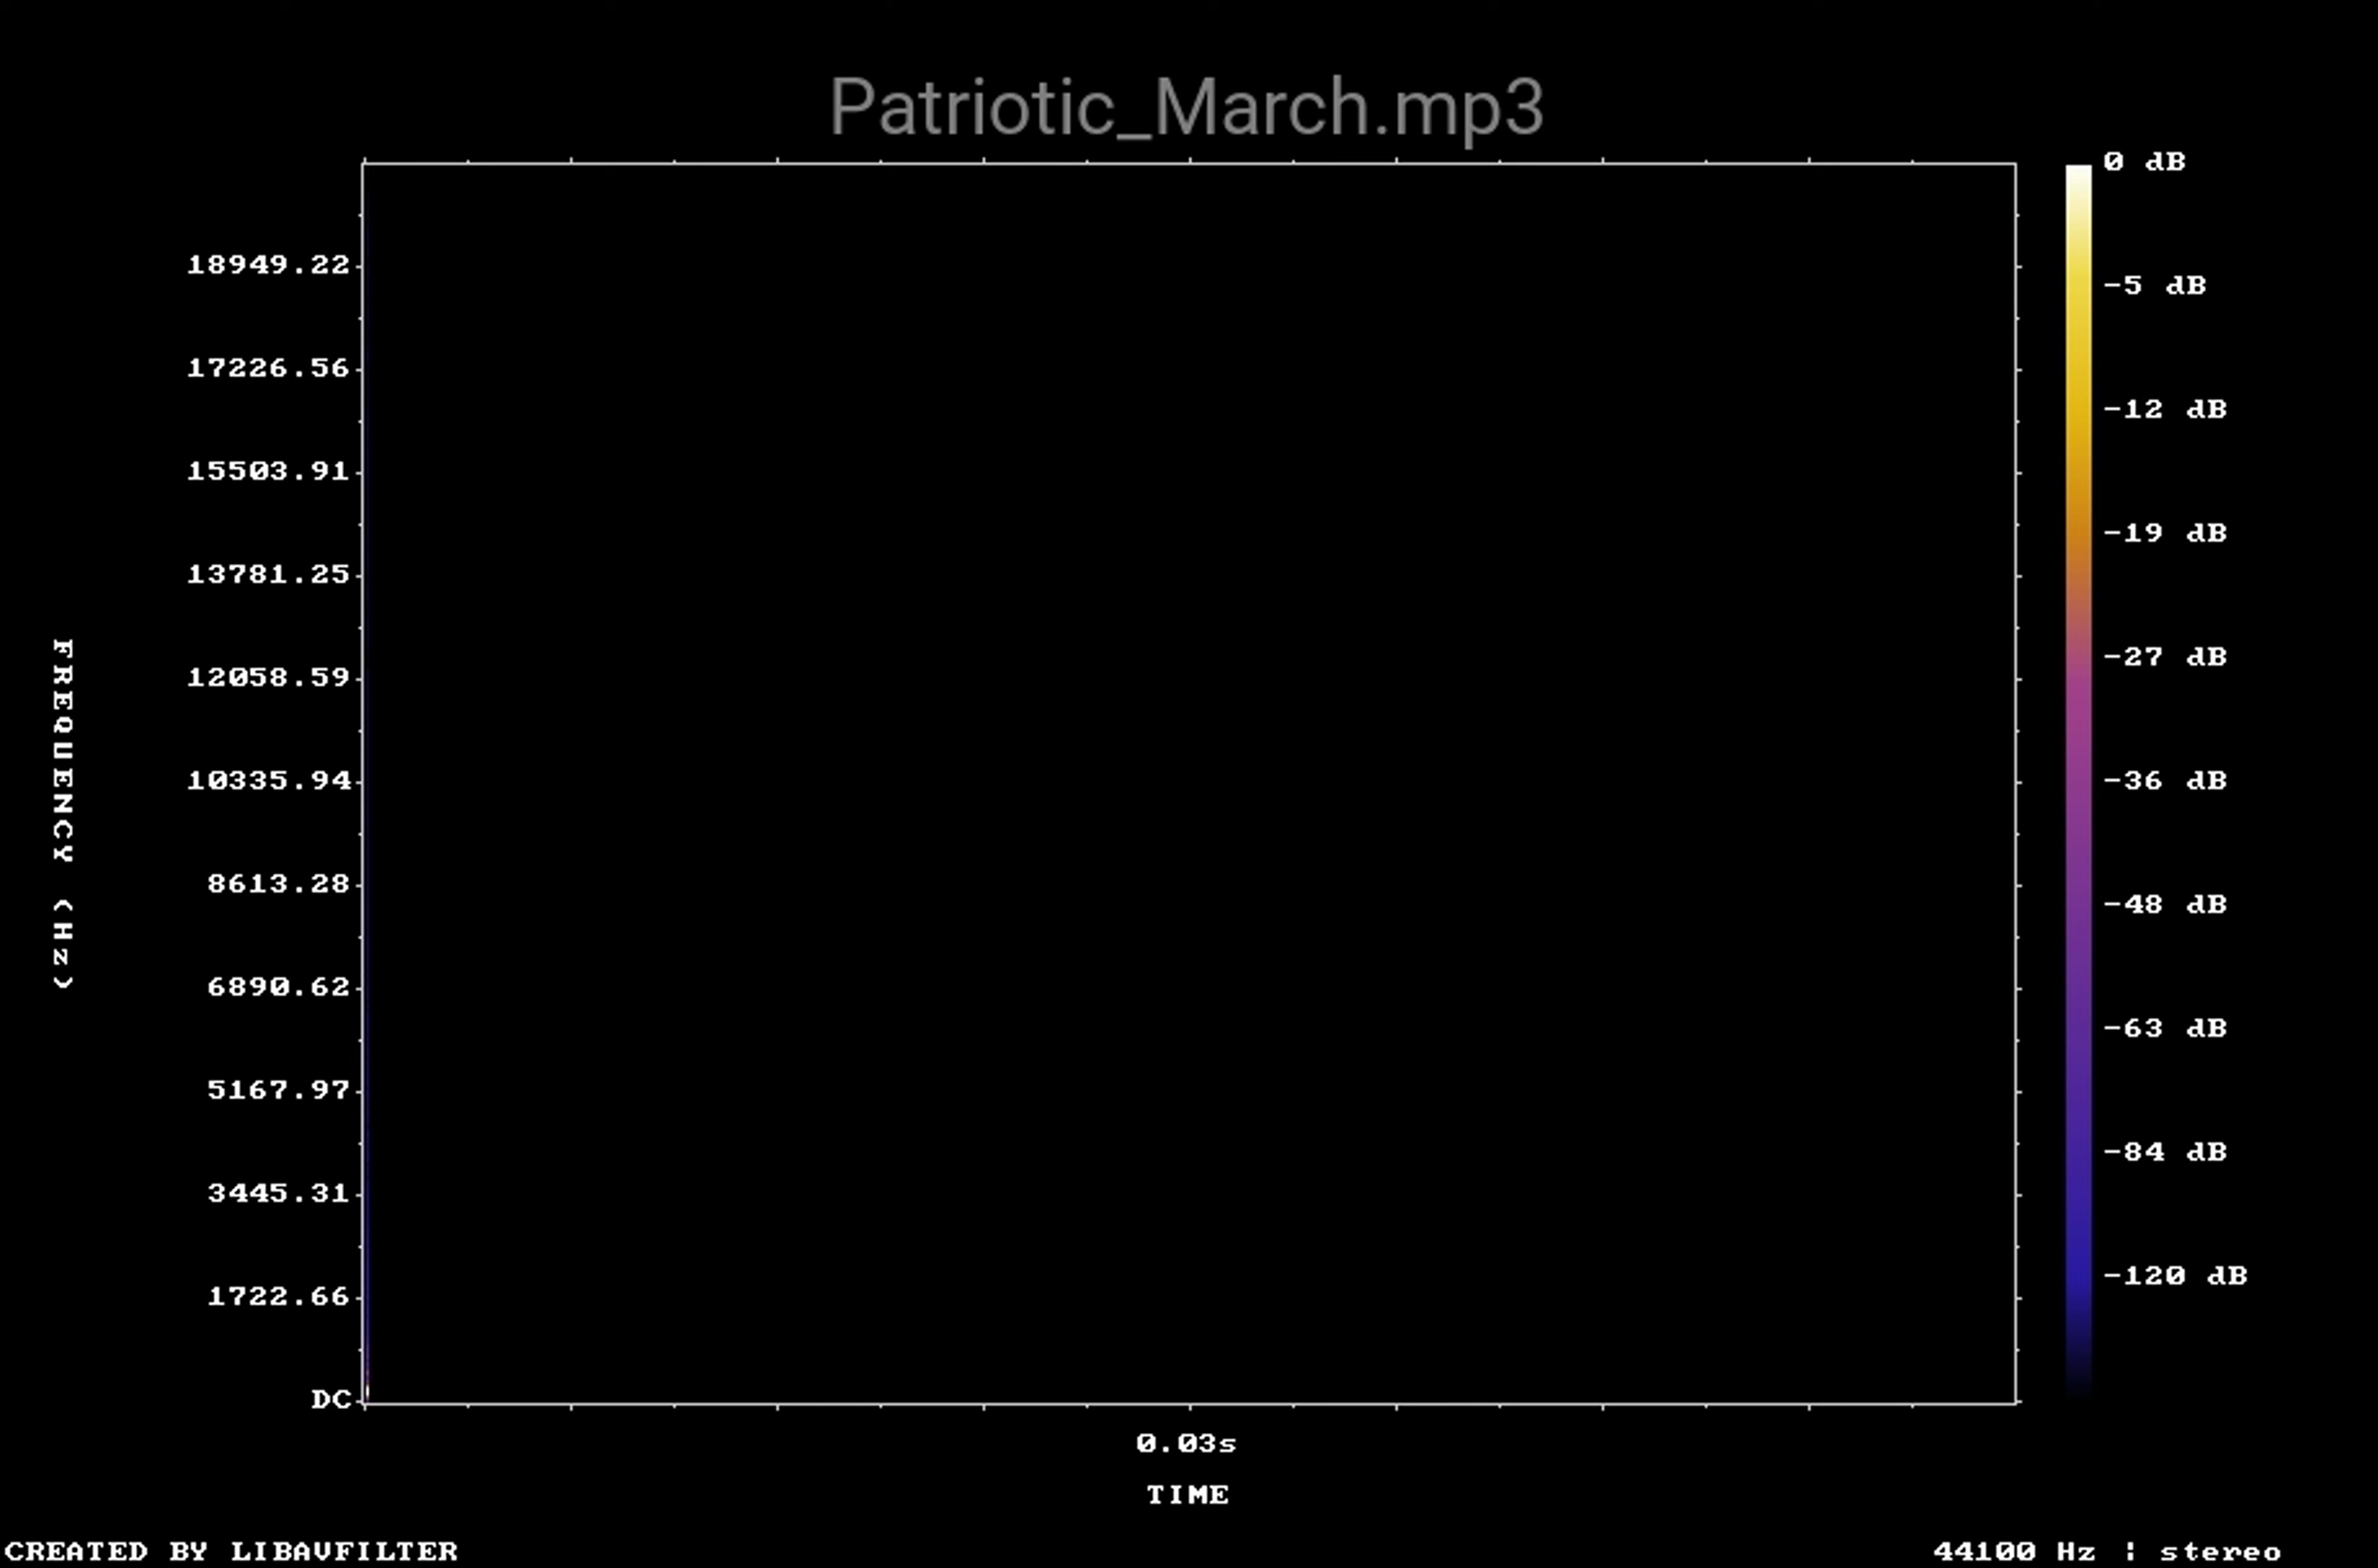 Patriotic_March.mp3
0 dB
-5 dB
-12 dB
-19 dB
-27 dB
-36 dB
-48 dB
-63 dB
-84 dB
-120 dB
18949.22
17226.56
15503.91
13781.25
12058.59
10335.94
8613.28
6890.62
5167.97
3445.31
1722.66
DC
FREQUENCY (Hz)
0.03s
TIME
CREATED BY LIBAVFILTER
44100 Hz | stereo